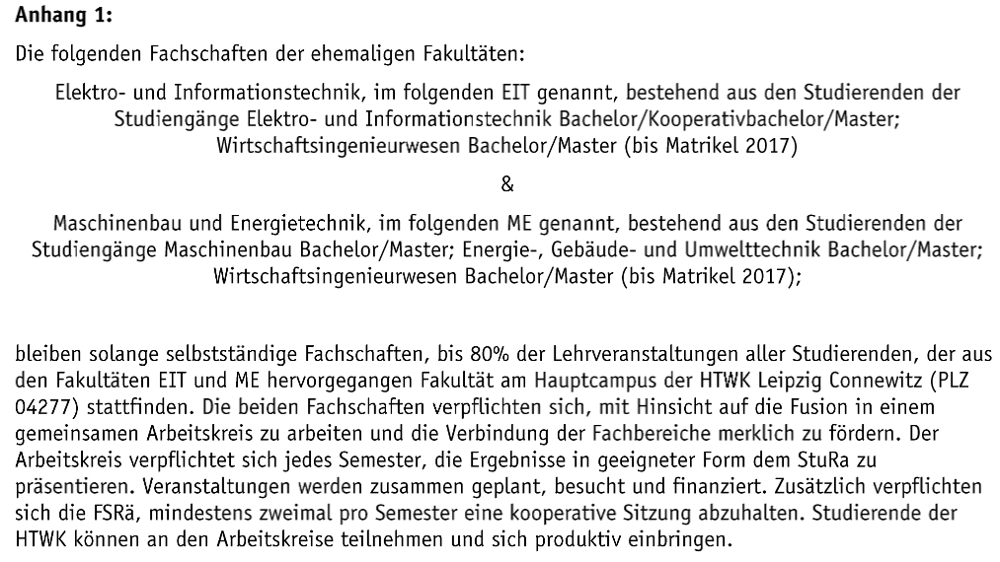 Anhang 1:
Die folgenden Fachschaften der ehemaligen Fakultäten:
Elektro- und Informationstechnik, im folgenden EIT genannt, bestehend aus den Studierenden der
Studiengänge Elektro- und Informationstechnik Bachelor/Kooperativbachelor/Master;
Wirtschaftsingenieurwesen Bachelor/Master (bis Matrikel 2017)
&
Maschinenbau und Energietechnik, im folgenden ME genannt, bestehend aus den Studierenden der
Studiengänge Maschinenbau Bachelor/Master; Energie-, Gebäude- und Umwelttechnik Bachelor/Master;
Wirtschaftsingenieurwesen Bachelor/Master (bis Matrikel 2017);
bleiben solange selbstständige Fachschaften, bis 80% der Lehrveranstaltungen aller Studierenden, der aus
den Fakultäten EIT und ME hervorgegangen Fakultät am Hauptcampus der HTWK Leipzig Connewitz (PLZ
04277) stattfinden. Die beiden Fachschaften verpflichten sich, mit Hinsicht auf die Fusion in einem
gemeinsamen Arbeitskreis zu arbeiten und die Verbindung der Fachbereiche merklich zu fördern. Der
Arbeitskreis verpflichtet sich jedes Semester, die Ergebnisse in geeigneter Form dem StuRa zu
präsentieren. Veranstaltungen werden zusammen geplant, besucht und finanziert. Zusätzlich verpflichten
sich die FSRä, mindestens zweimal pro Semester eine kooperative Sitzung abzuhalten. Studierende der
HTWK können an den Arbeitskreise teilnehmen und sich produktiv einbringen.